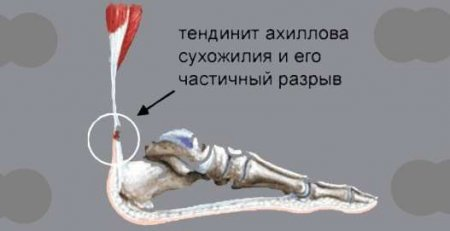 тендинит ахиллова
сухожилия и его
частичный разрыв